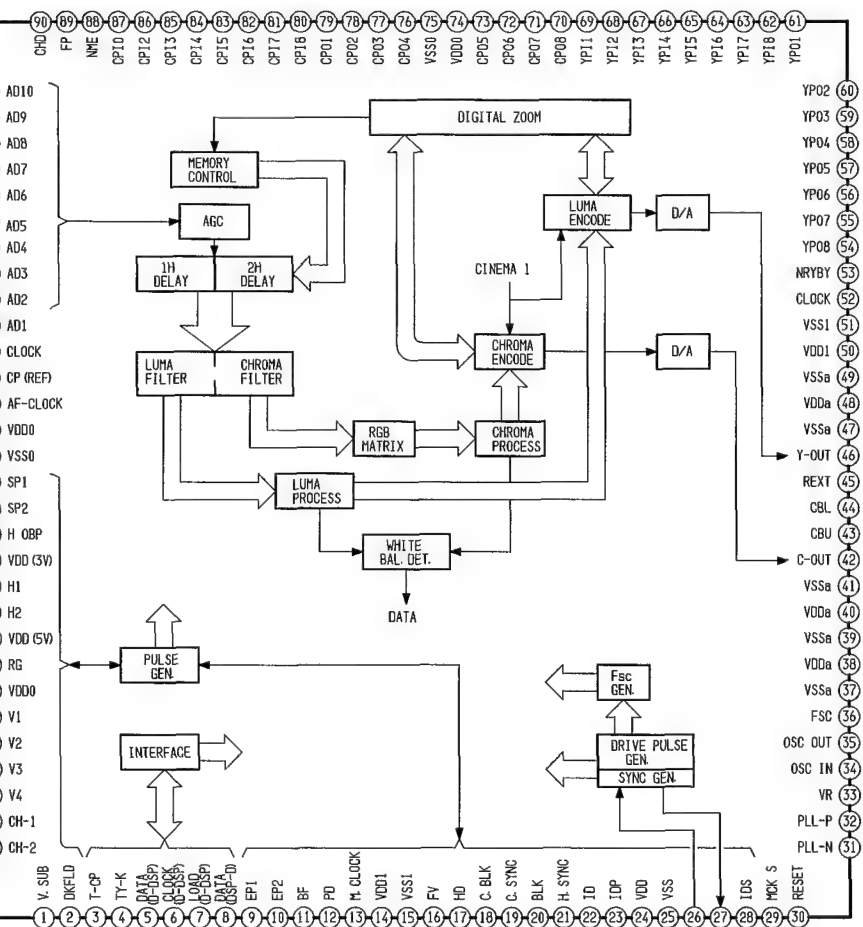 90 89 88 87 86 85 84 83 82 81 80 79 78 77 76 75 74 73 72 71 70 69 68 67 66 65 64 63 62 61
CHD FP NME CPI0 CPI2 CPI3 CPI4 CPI5 CPI6 CPI7 CPI8 CPO1 CPO2 CPO3 CPO4 VSS0 VDD0 CPO5 CPO6 CPO7 CPO8 YPI1 YPI2 YPI3 YPI4 YPI5 YPI6 YPI7 YPI8 YPO1
AD10
AD9
AD8
AD7
AD6
AD5
AD4
AD3
AD2
AD1
CLOCK
CP (REF)
AF-CLOCK
VDD0
VSS0
SP1
SP2
H OBP
VDD (3V)
H1
H2
VDD (5V)
RG
VDD0
V1
V2
V3
V4
CH-1
CH-2
DIGITAL ZOOM
MEMORY
CONTROL
AGC
1H
DELAY
2H
DELAY
LUMA
ENCODE
D/A
CINEMA 1
CHROMA
ENCODE
D/A
LUMA
FILTER
CHROMA
FILTER
RGB
MATRIX
CHROMA
PROCESS
LUMA
PROCESS
WHITE
BAL. DET.
DATA
PULSE
GEN.
INTERFACE
Fsc
GEN.
DRIVE PULSE
GEN.
SYNC GEN.
YPO2 60
YPO3 59
YPO4 58
YPO5 57
YPO6 56
YPO7 55
YPO8 54
NRYBY 53
CLOCK 52
VSS1 51
VDD1 50
VSSa 49
VDDa 48
VSSa 47
Y-OUT 46
REXT 45
CBL 44
CBU 43
C-OUT 42
VSSa 41
VDDa 40
VSSa 39
VDDa 38
VSSa 37
FSC 36
OSC OUT 35
OSC IN 34
VR 33
PLL-P 32
PLL-N 31
V. SUB
DKFLD
T-CP
TY-K
DATA (D-DSP)
CLOCK (D-DSP)
LOAD (D-DSP)
DATA (DSP-D)
EP1
EP2
BF
PD
M. CLOCK
VDD1
VSS1
FV
HD
C. BLK
C. SYNC
BLK
H. SYNC
ID
IDP
VDD
VSS
IDS
MCK S
RESET
1 2 3 4 5 6 7 8 9 10 11 12 13 14 15 16 17 18 19 20 21 22 23 24 25 26 27 28 29 30